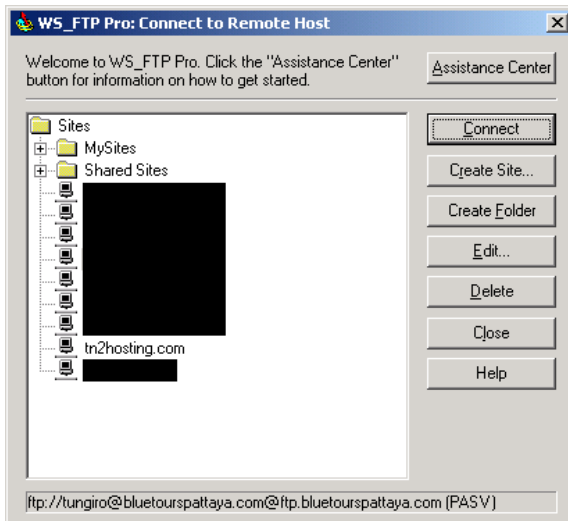 WS_FTP Pro: Connect to Remote Host
Welcome to WS_FTP Pro. Click the "Assistance Center"
button for information on how to get started.
Assistance Center
Sites
MySites
Shared Sites
tn2hosting.com
Connect
Create Site...
Create Folder
Edit...
Delete
Close
Help
ftp://tungiro@bluetourspattaya.com@ftp.bluetourspattaya.com (PASV)